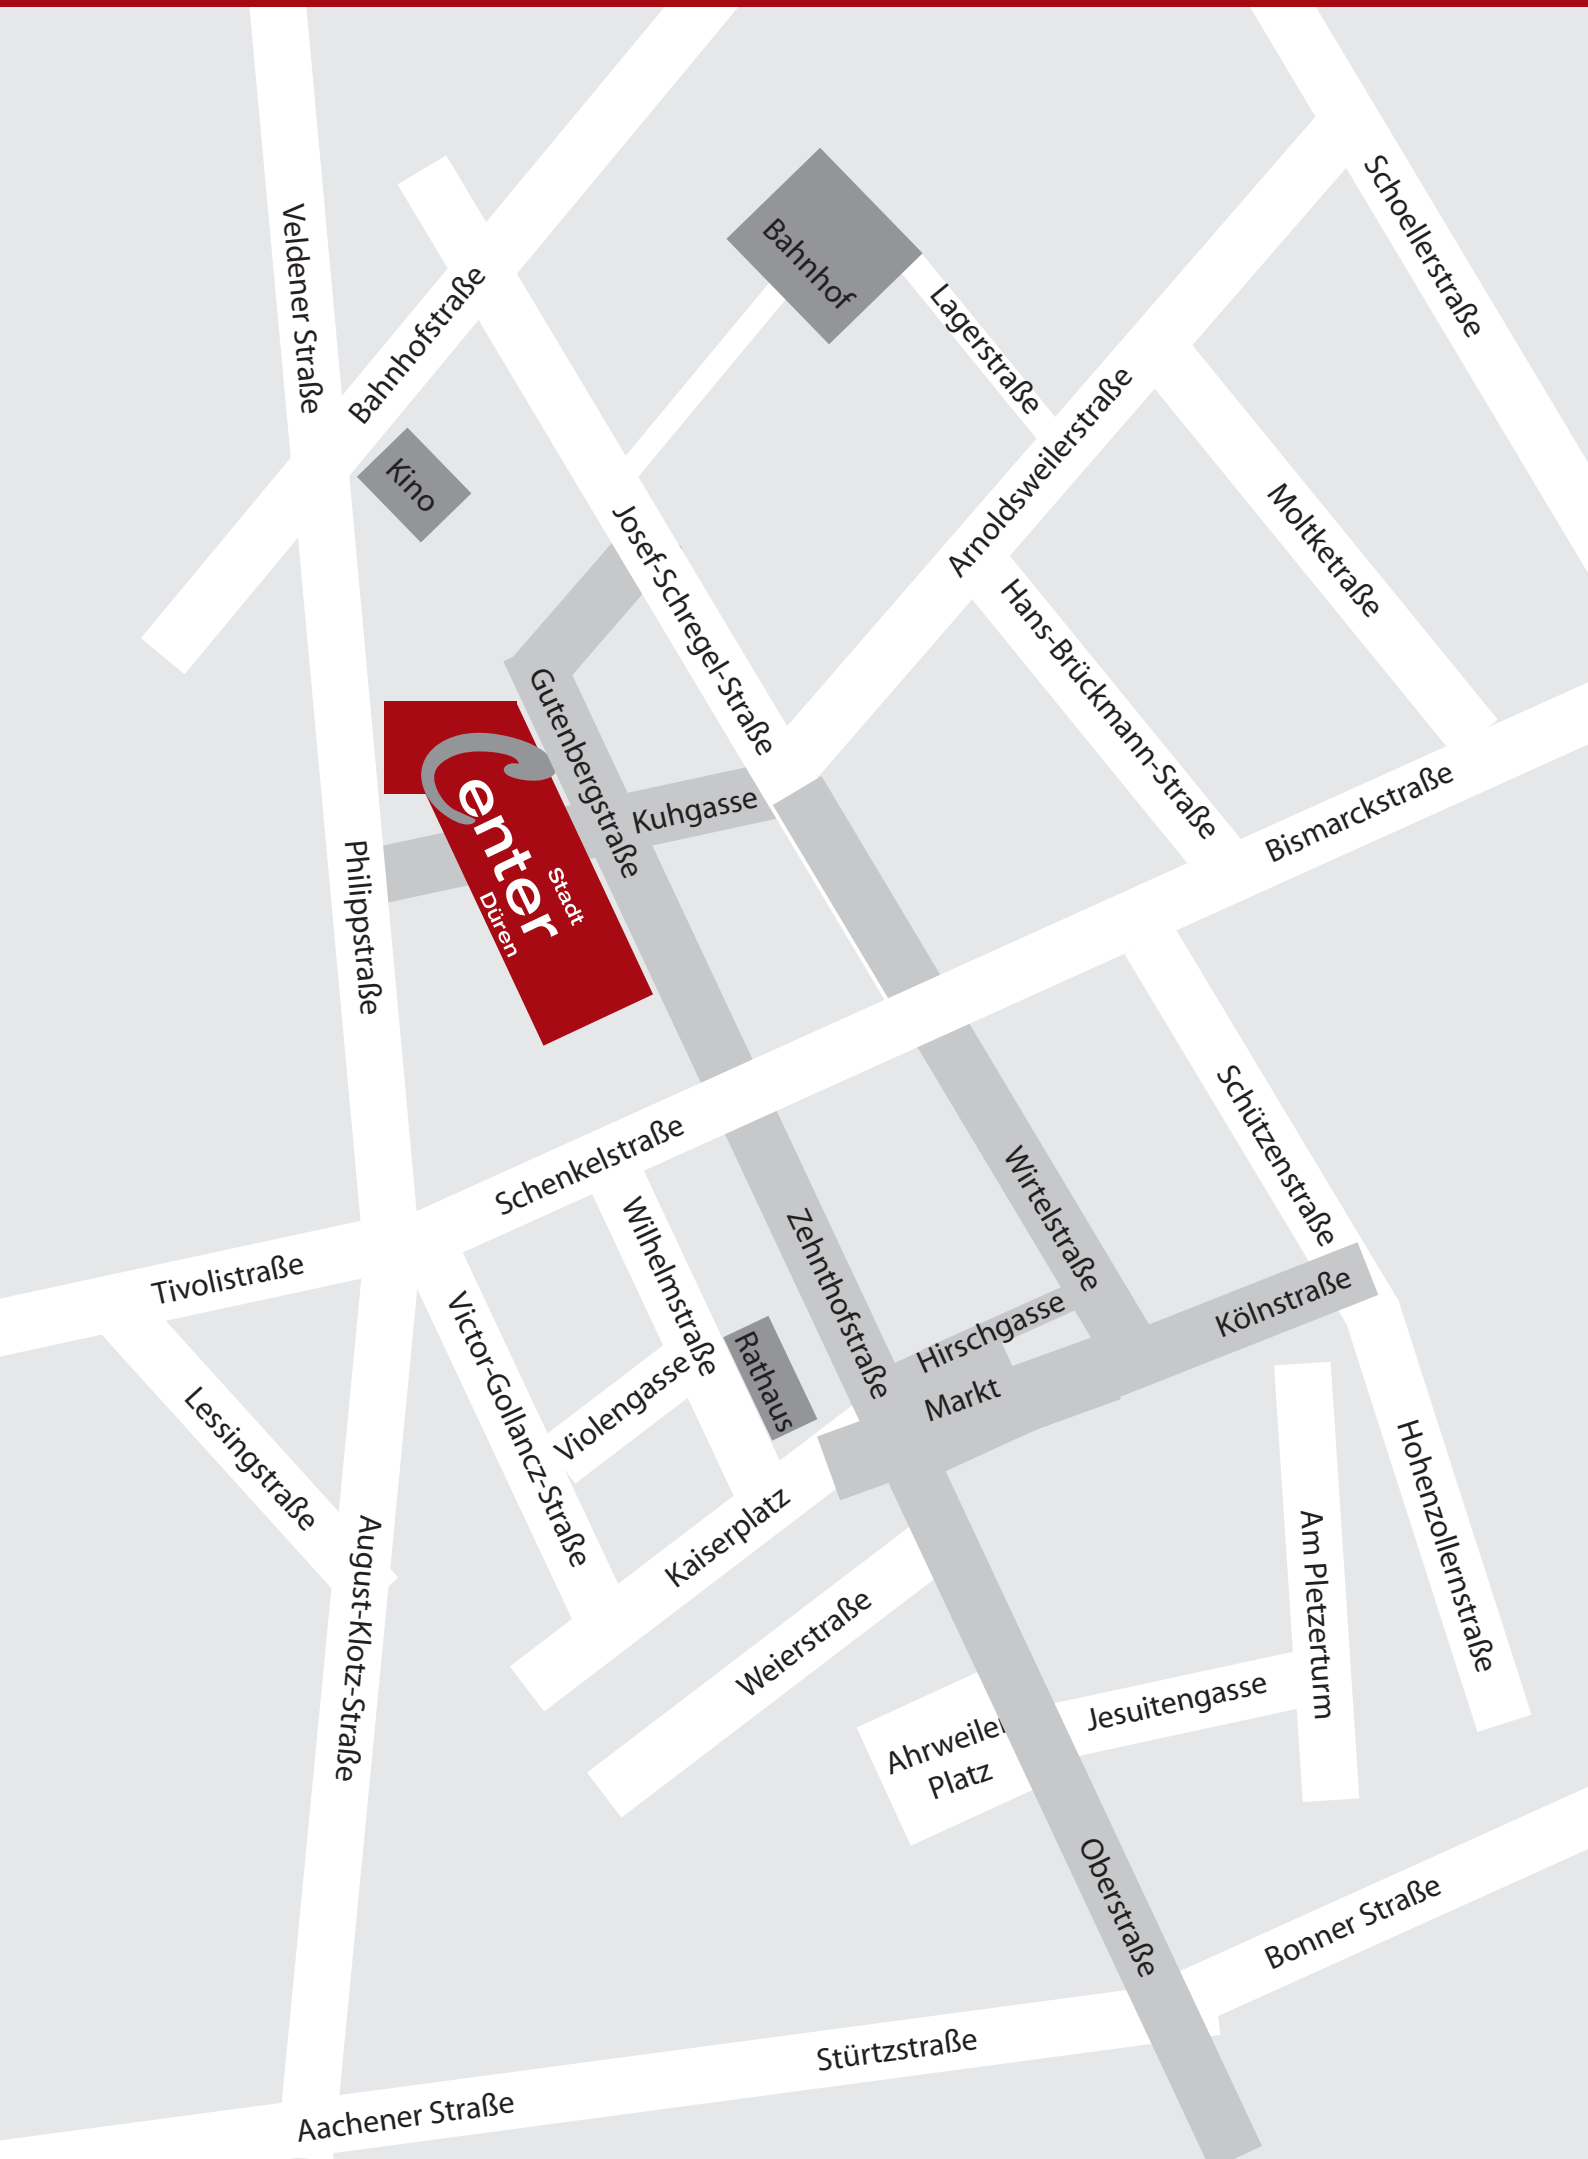 Veldener Straße
Bahnhofstraße
Bahnhof
Lagerstraße
Schoellerstraße
Kino
Josef-Schregel-Straße
Arnoldsweilerstraße
Moltketraße
Hans-Brückmann-Straße
Gutenbergstraße
Kuhgasse
Bismarckstraße
Philippstraße
Center
Stadt
Düren
Schenkelstraße
Schützenstraße
Wirtelstraße
Wilhelmstraße
Zehnthofstraße
Tivolistraße
Victor-Gollancz-Straße
Hirschgasse
Kölnstraße
Markt
Rathaus
Violengasse
Lessingstraße
Kaiserplatz
Hohenzollernstraße
Am Pletzerturm
August-Klotz-Straße
Weierstraße
Jesuitengasse
Ahrweiler
Platz
Oberstraße
Bonner Straße
Stürtzstraße
Aachener Straße